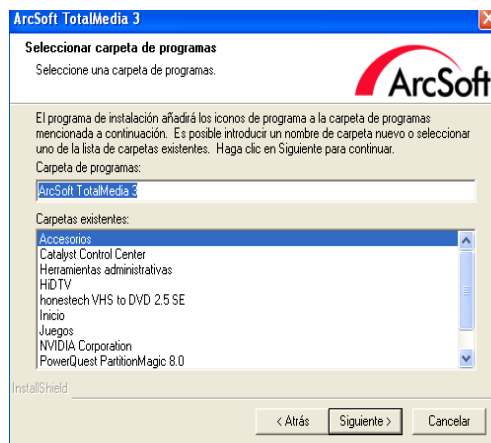 ArcSoft TotalMedia 3
Seleccionar carpeta de programas
Seleccione una carpeta de programas.
ArcSoft
El programa de instalación añadirá los iconos de programa a la carpeta de programas
mencionada a continuación. Es posible introducir un nombre de carpeta nuevo o seleccionar
uno de la lista de carpetas existentes. Haga clic en Siguiente para continuar.
Carpeta de programas:
ArcSoft TotalMedia 3
Carpetas existentes:
Accesorios
Catalyst Control Center
Herramientas administrativas
HiDTV
honestech VHS to DVD 2.5 SE
Inicio
Juegos
NVIDIA Corporation
PowerQuest PartitionMagic 8.0
InstallShield
< Atrás
Siguiente >
Cancelar